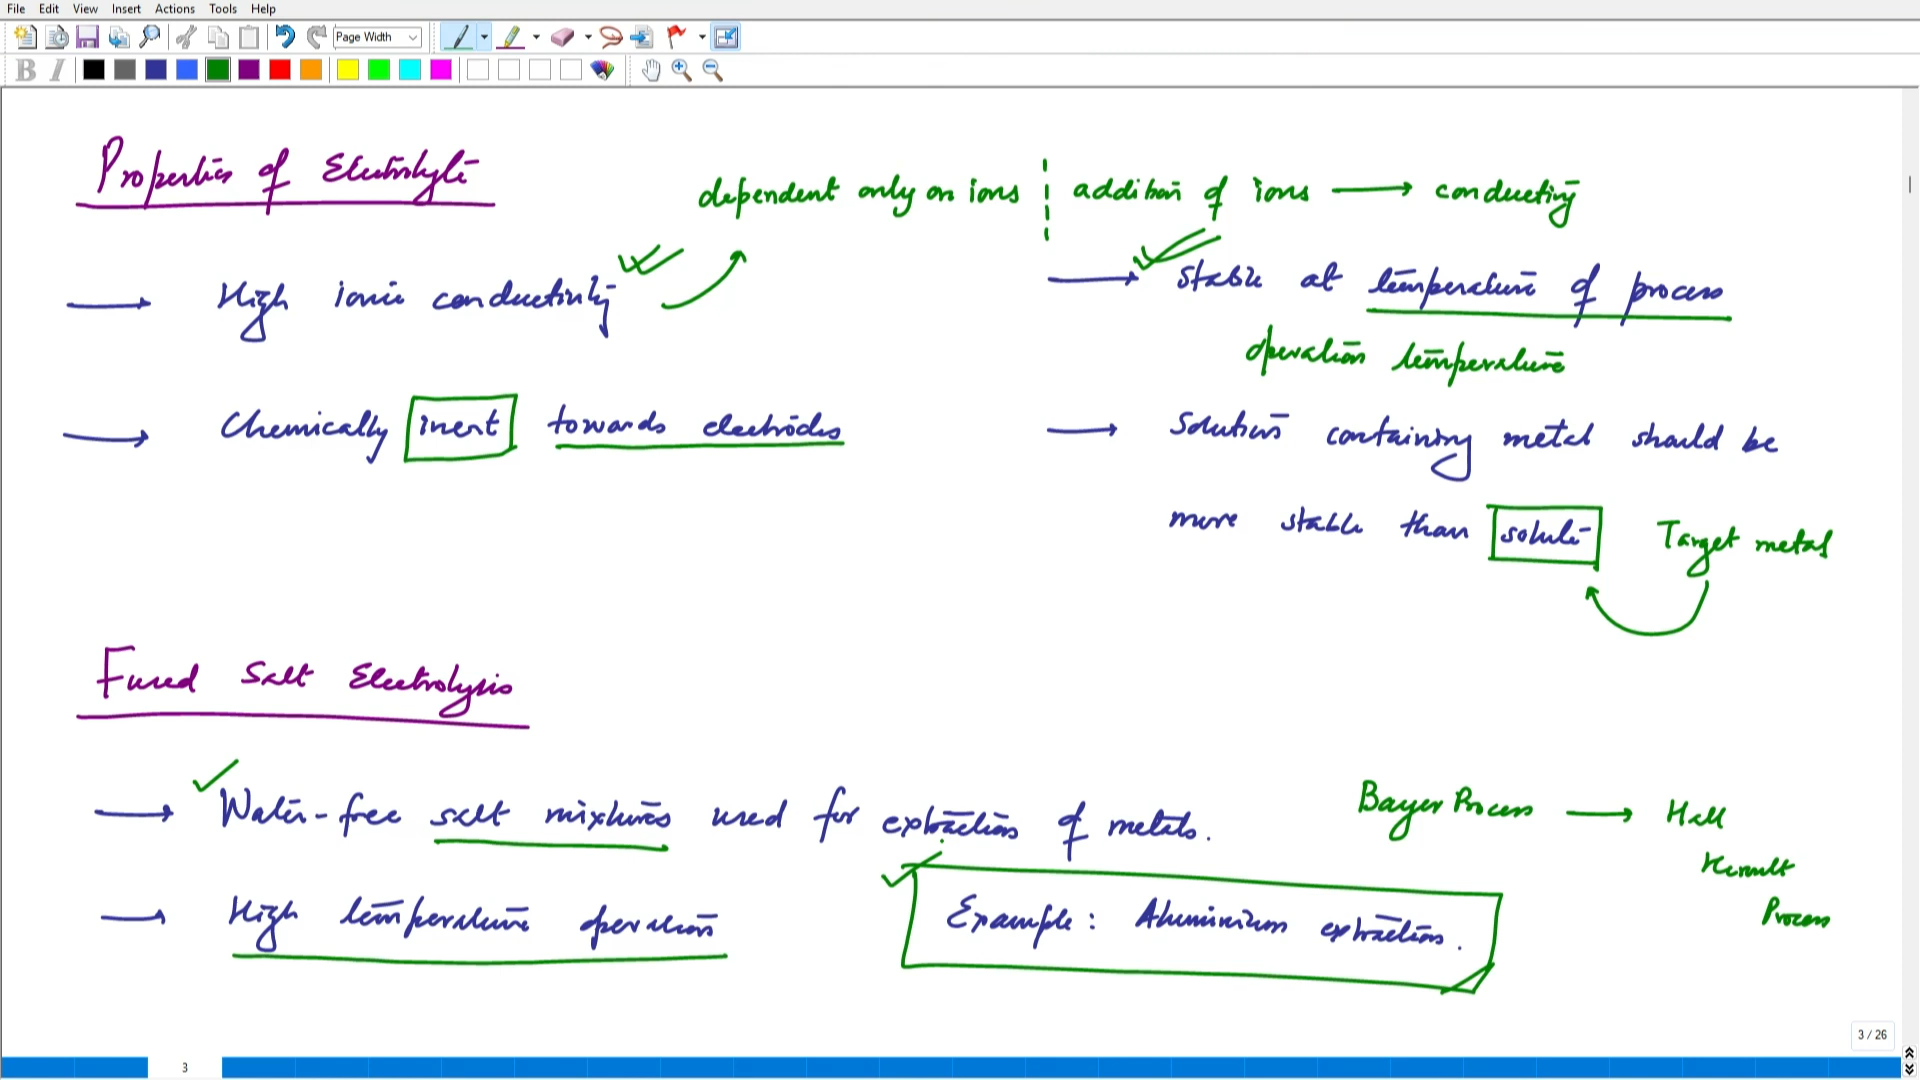 File Edit View Insert Actions Tools Help
Page Width
B I
Properties of Electrolyte
dependent only on ions addition of ions → conducting
→ High ionic conductivity
→ Stable at temperature of process
operation temperature
→ Chemically inert towards electrodes
→ Solution containing metal should be
more stable than solute Target metal
Fused Salt Electrolysis
→ Water-free salt mixtures used for extraction of metals.
Bayer Process → Hall
Heroult
Process
→ High temperature operation
Example: Aluminium extraction.
3 / 26
3